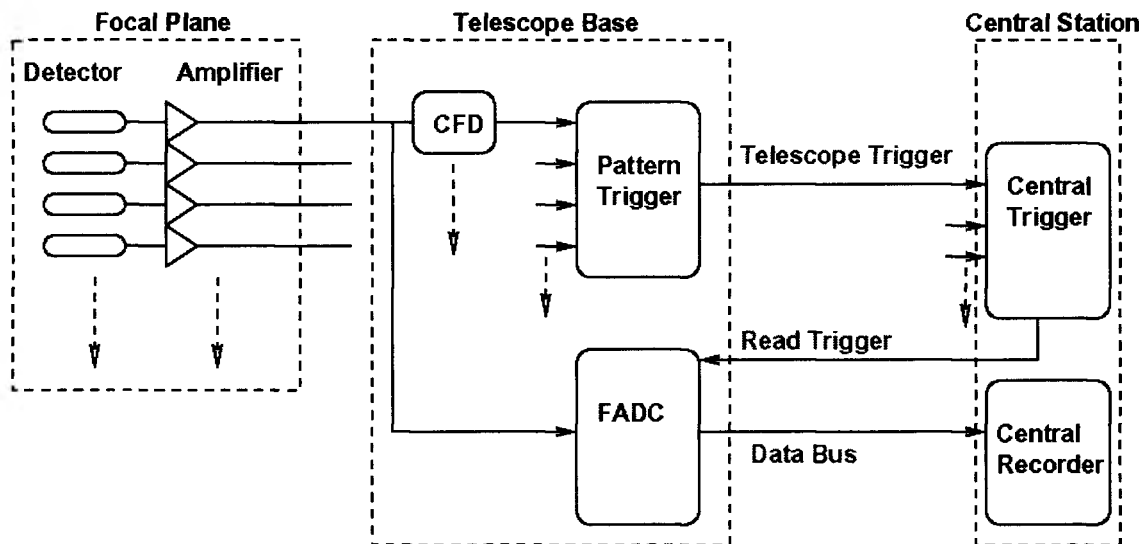 Focal Plane
Telescope Base
Central Station
Detector
Amplifier
CFD
Pattern
Trigger
Telescope Trigger
Central
Trigger
Read Trigger
FADC
Data Bus
Central
Recorder